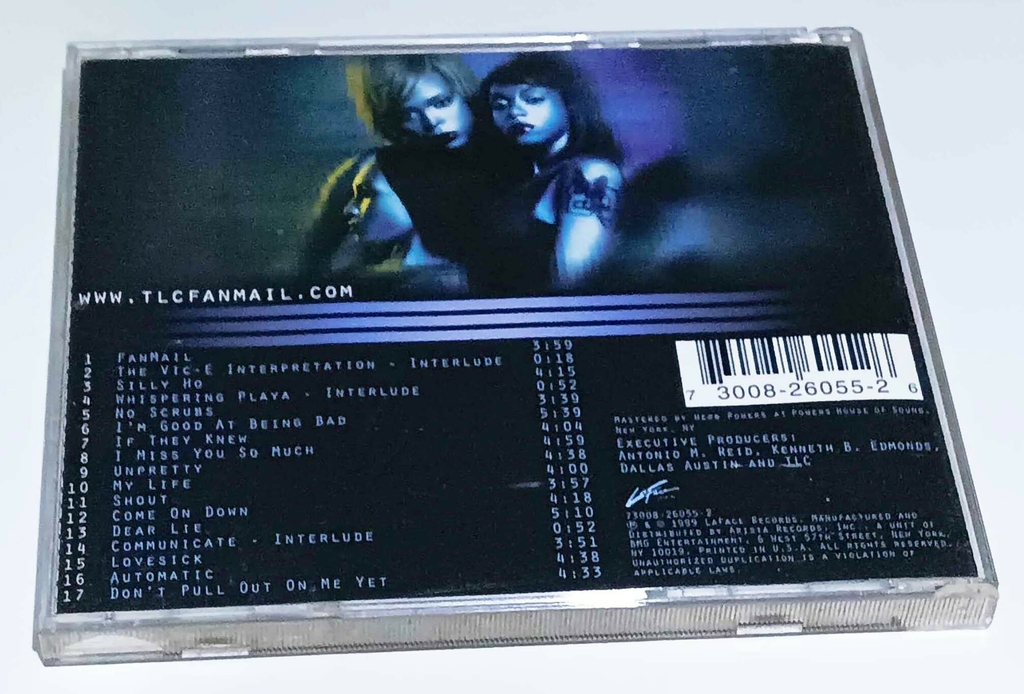 WWW.TLCFANMAIL.COM
1 FANMAIL 3:59
2 THE VIC-E INTERPRETATION - INTERLUDE 0:18
3 SILLY HO 4:15
4 WHISPERING PLAYA - INTERLUDE 0:52
5 NO SCRUBS 3:39
6 I'M GOOD AT BEING BAD 5:39
7 IF THEY KNEW 4:04
8 I MISS YOU SO MUCH 4:59
9 UNPRETTY 4:38
10 MY LIFE 4:00
11 SHOUT 3:57
12 COME ON DOWN 4:18
13 DEAR LIE 5:10
14 COMMUNICATE - INTERLUDE 0:52
15 LOVESICK 3:51
16 AUTOMATIC 4:38
17 DON'T PULL OUT ON ME YET 4:33
7 73008-26055-2 6
MASTERED BY HERB POWERS AT POWERS HOUSE OF SOUND,
NEW YORK, NY
EXECUTIVE PRODUCERS:
ANTONIO M. REID, KENNETH B. EDMONDS,
DALLAS AUSTIN AND TLC
LaFace
73008-26055-2
℗ & © 1999 LAFACE RECORDS. MANUFACTURED AND
DISTRIBUTED BY ARISTA RECORDS, INC., A UNIT OF
BMG ENTERTAINMENT, 6 WEST 57TH STREET, NEW YORK,
NY 10019. PRINTED IN U.S.A. ALL RIGHTS RESERVED.
UNAUTHORIZED DUPLICATION IS A VIOLATION OF
APPLICABLE LAWS.